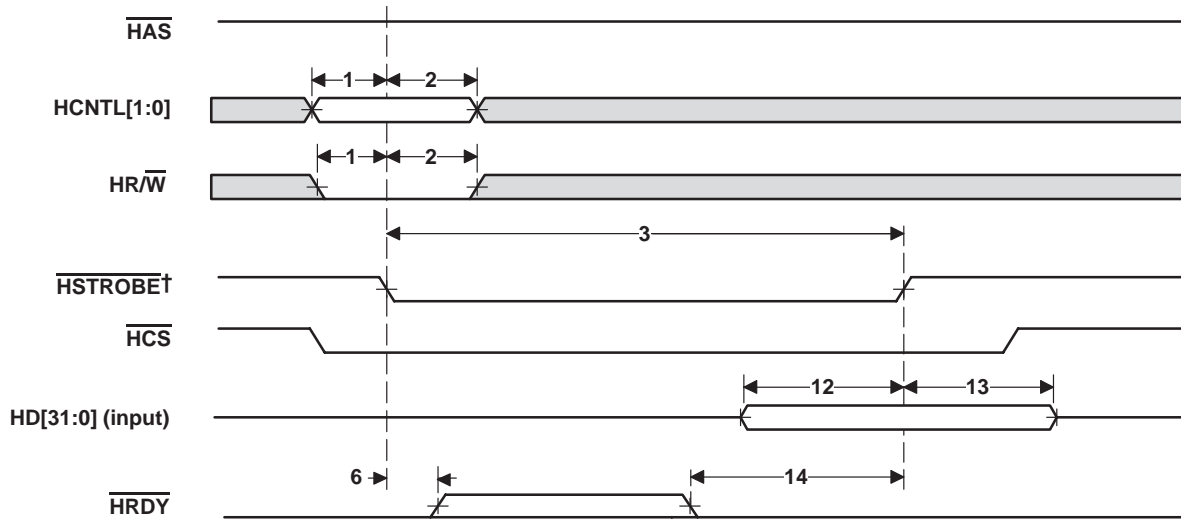 HAS
1 2
HCNTL[1:0]
1 2
HR/W
3
HSTROBE†
HCS
12 13
HD[31:0] (input)
6 14
HRDY